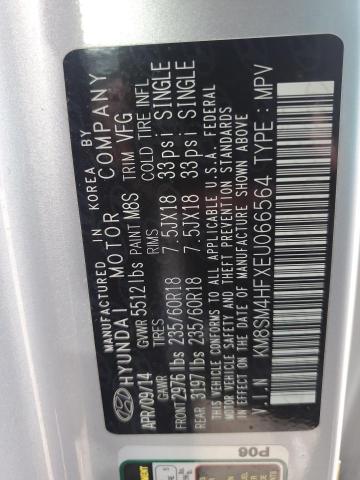 MANUFACTURED IN KOREA BY
HYUNDAI MOTOR COMPANY
APR/09/14 GVWR 5512 lbs PAINT M8S TRIM VFG
GAWR TIRES RIMS COLD TIRE INFL
FRONT 2976 lbs 235/60R18 7.5JX18 33psi SINGLE
REAR 3197 lbs 235/60R18 7.5JX18 33psi SINGLE
THIS VEHICLE CONFORMS TO ALL APPLICABLE U.S.A. FEDERAL
MOTOR VEHICLE SAFETY, BUMPER, AND THEFT PREVENTION STANDARDS
IN EFFECT ON THE DATE OF MANUFACTURE SHOWN ABOVE.
V I N : KM8SM4HFXEU066564 TYPE : MPV
P06